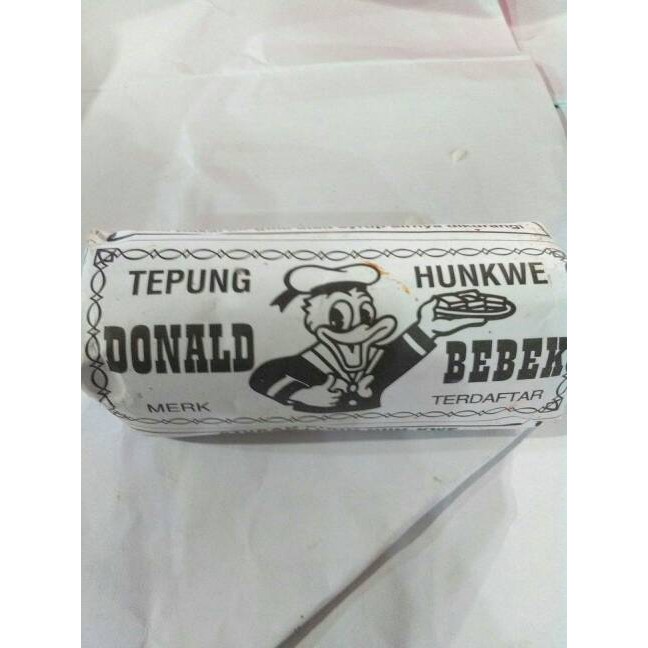 TEPUNG HUNKWE
DONALD BEBEK
MERK TERDAFTAR